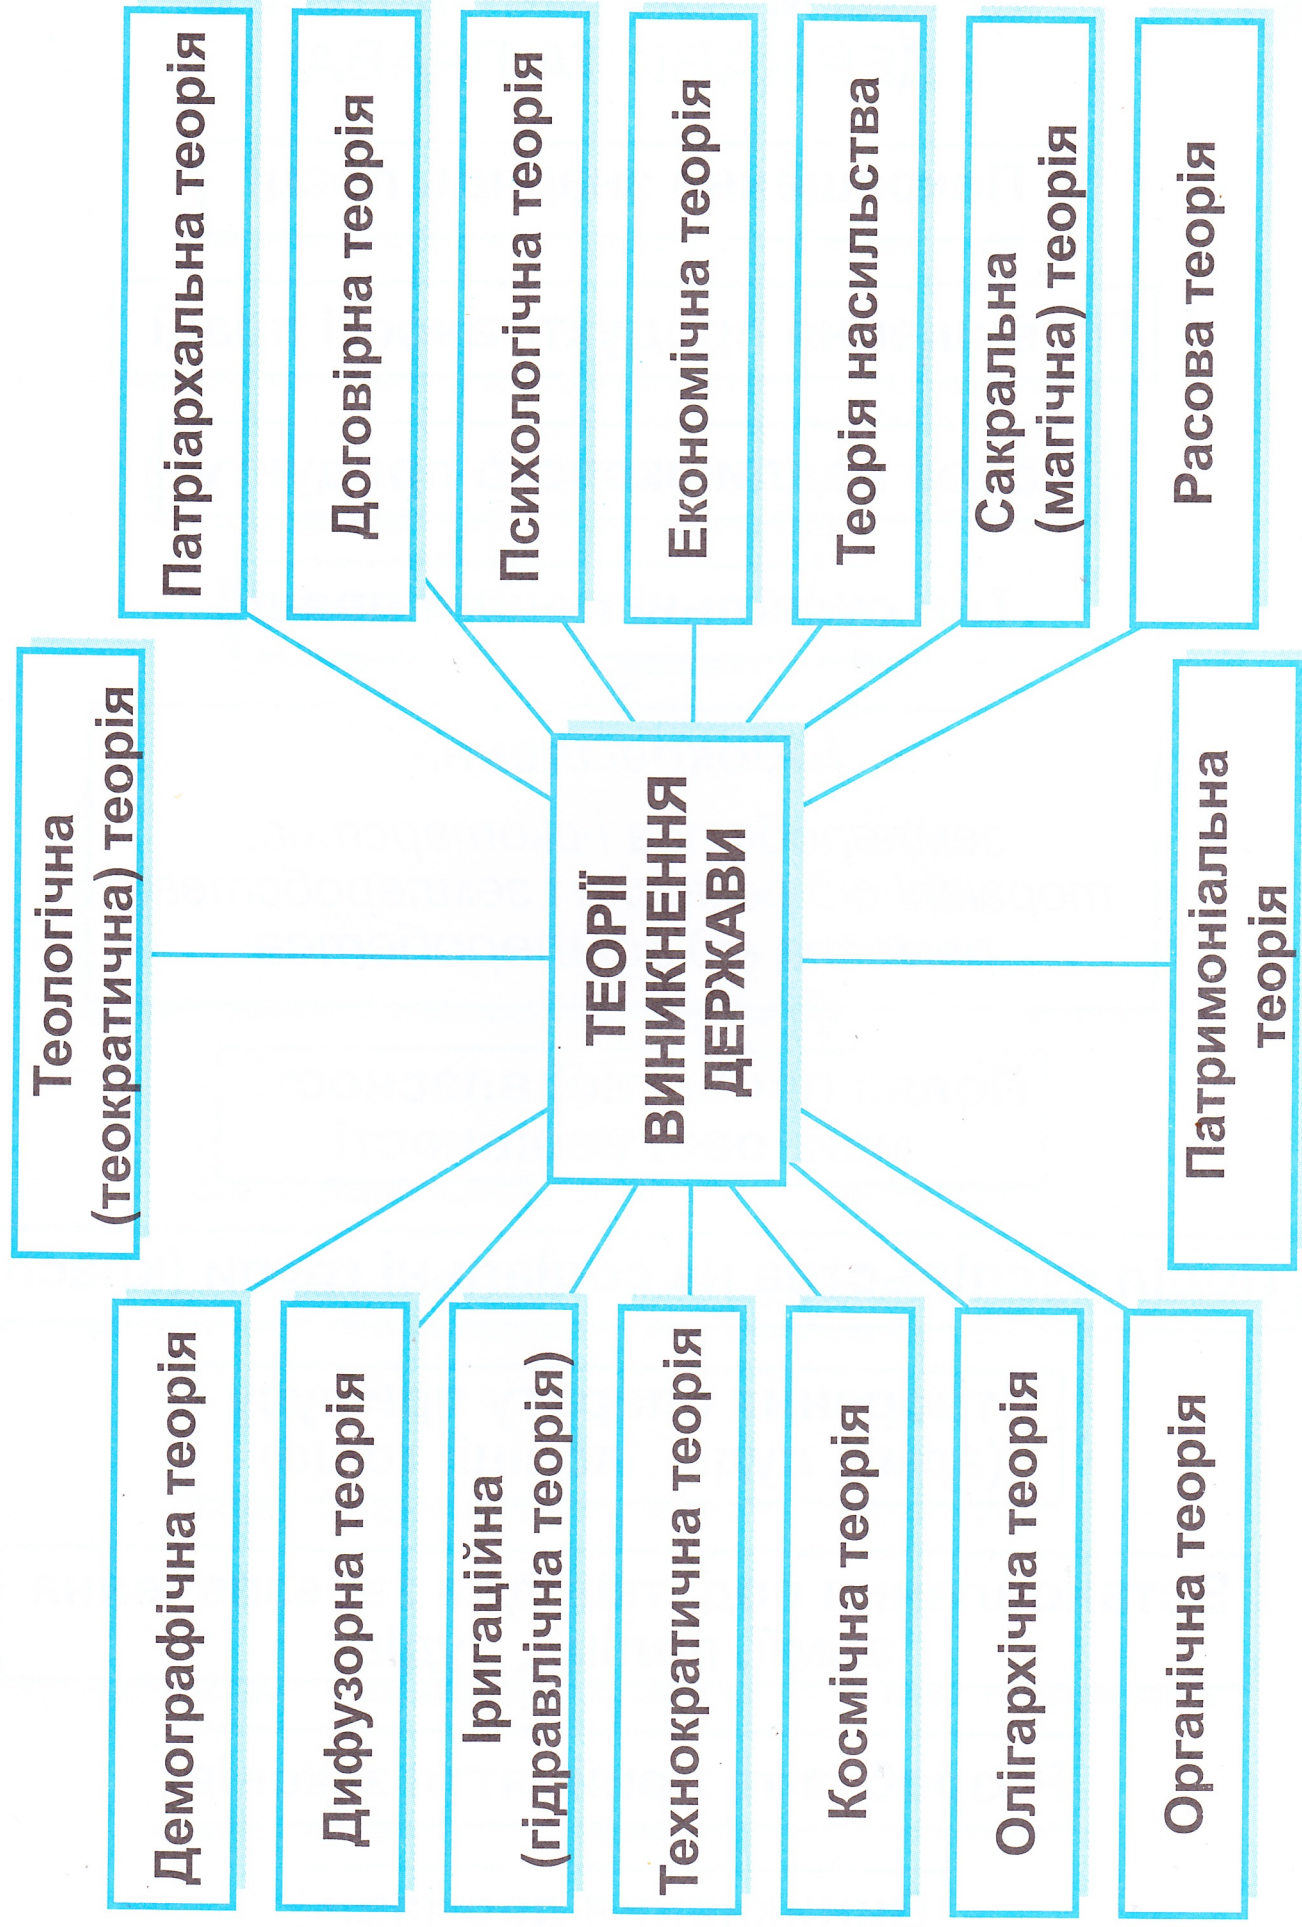 Теологічна
(теократична) теорія
Демографічна теорія
Патріархальна теорія
Дифузорна теорія
Договірна теорія
Іригаційна
(гідравлічна теорія)
Психологічна теорія
ТЕОРІЇ
ВИНИКНЕННЯ
ДЕРЖАВИ
Технократична теорія
Економічна теорія
Космічна теорія
Теорія насильства
Олігархічна теорія
Сакральна
(магічна) теорія
Органічна теорія
Расова теорія
Патримоніальна
теорія